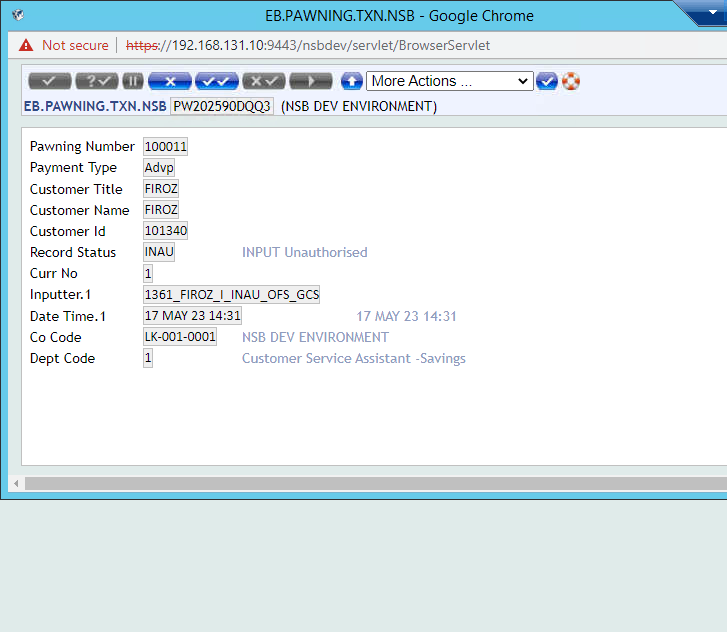 EB.PAWNING.TXN.NSB - Google Chrome
Not secure https://192.168.131.10:9443/nsbdev/servlet/BrowserServlet
More Actions ...
EB.PAWNING.TXN.NSB PW202590DQQ3 (NSB DEV ENVIRONMENT)
Pawning Number 100011
Payment Type Advp
Customer Title FIROZ
Customer Name FIROZ
Customer Id 101340
Record Status INAU INPUT Unauthorised
Curr No 1
Inputter.1 1361_FIROZ_I_INAU_OFS_GCS
Date Time.1 17 MAY 23 14:31 17 MAY 23 14:31
Co Code LK-001-0001 NSB DEV ENVIRONMENT
Dept Code 1 Customer Service Assistant -Savings